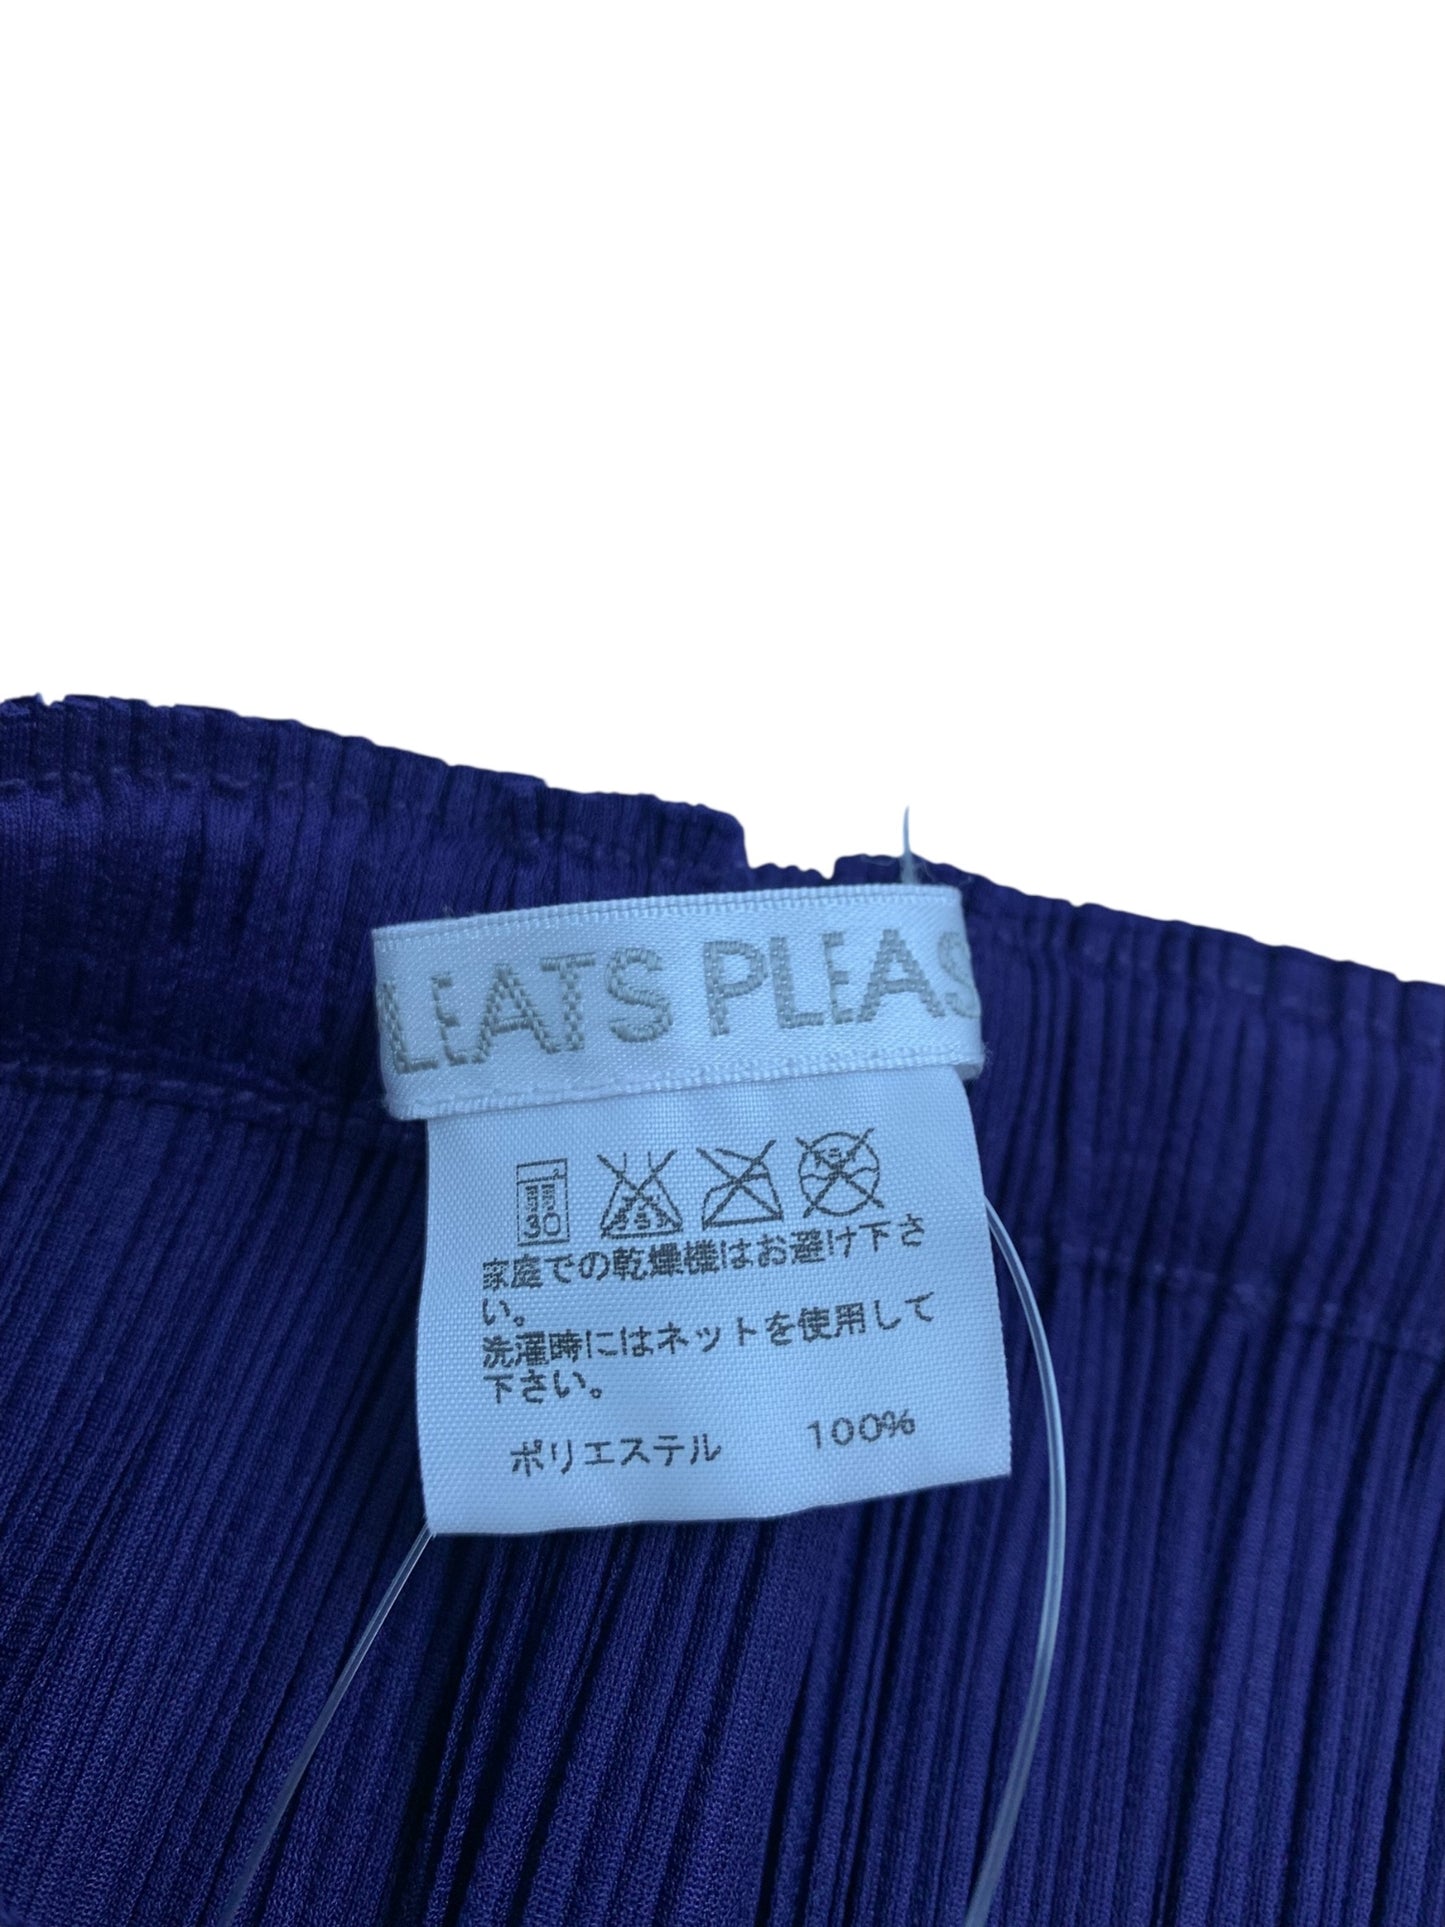 LEATS PLEAS
30
家庭での乾燥機はお避け下さ
い。
洗濯時にはネットを使用して
下さい。
ポリエステル 100%